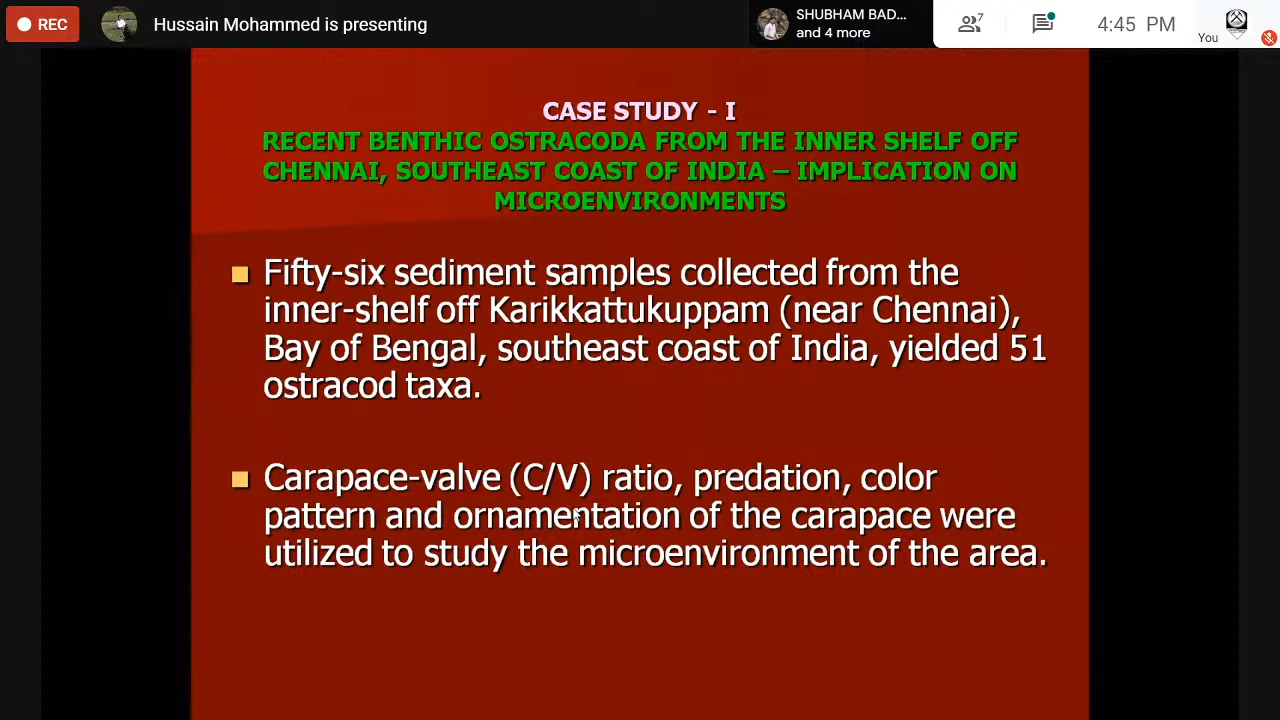 REC
Hussain Mohammed is presenting
SHUBHAM BAD...
and 4 more
7
4:45 PM
You
CASE STUDY - I
RECENT BENTHIC OSTRACODA FROM THE INNER SHELF OFF
CHENNAI, SOUTHEAST COAST OF INDIA – IMPLICATION ON
MICROENVIRONMENTS
Fifty-six sediment samples collected from the
inner-shelf off Karikkattukuppam (near Chennai),
Bay of Bengal, southeast coast of India, yielded 51
ostracod taxa.
Carapace-valve (C/V) ratio, predation, color
pattern and ornamentation of the carapace were
utilized to study the microenvironment of the area.